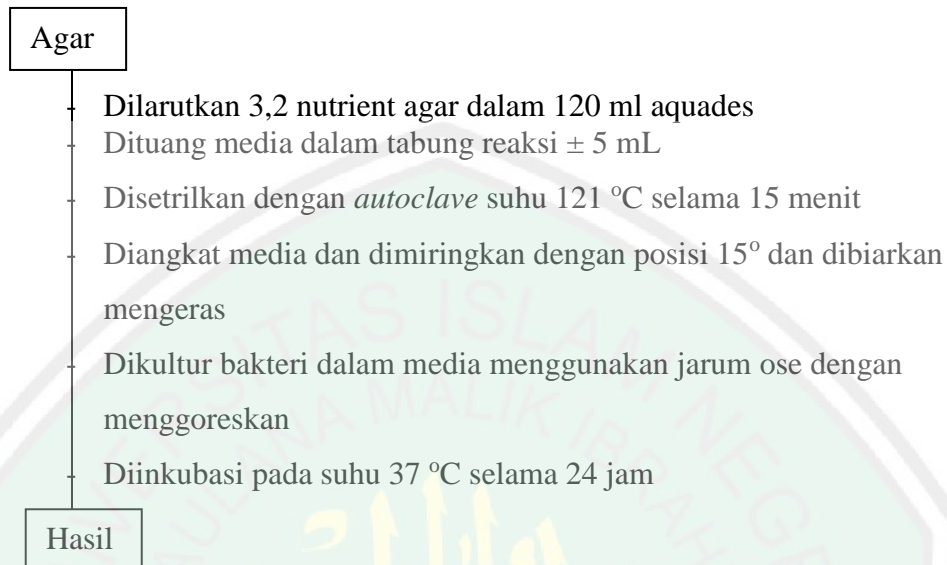 Agar
- Dilarutkan 3,2 nutrient agar dalam 120 ml aquades
- Dituang media dalam tabung reaksi ± 5 mL
- Disetrilkan dengan autoclave suhu 121 ºC selama 15 menit
- Diangkat media dan dimiringkan dengan posisi 15º dan dibiarkan
mengeras
- Dikultur bakteri dalam media menggunakan jarum ose dengan
menggoreskan
- Diinkubasi pada suhu 37 ºC selama 24 jam
Hasil